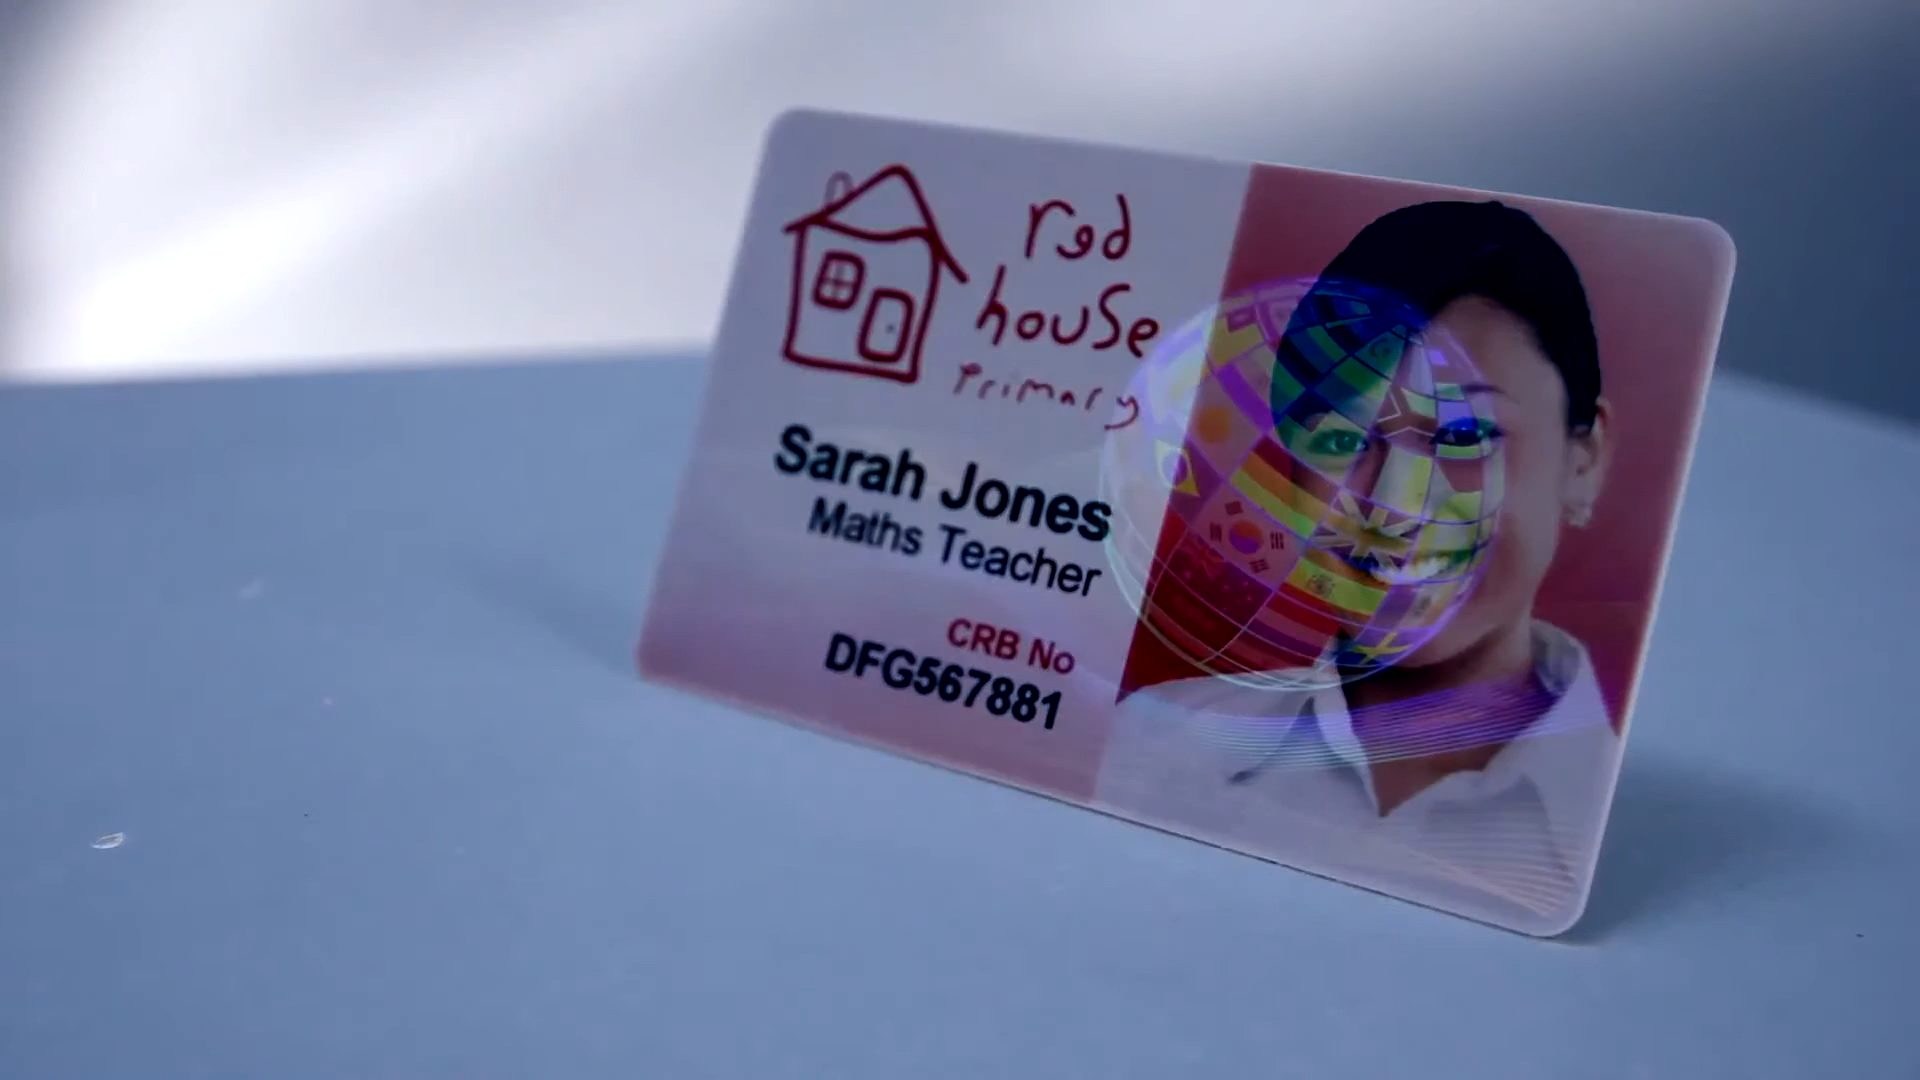 red
house
Primary
Sarah Jones
Maths Teacher
CRB No
DFG567881